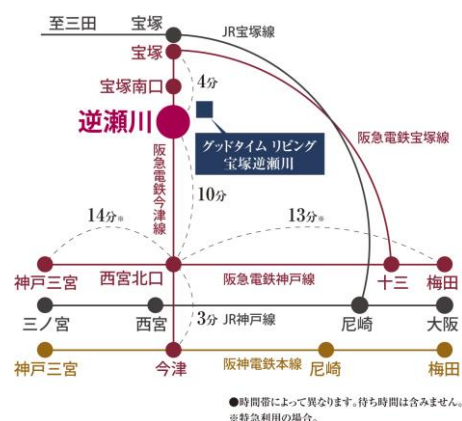 至三田
宝塚
JR宝塚線
宝塚
4分
宝塚南口
逆瀬川
グッドタイム リビング
宝塚逆瀬川
阪急電鉄宝塚線
阪急電鉄今津線
10分
14分※
13分※
神戸三宮
西宮北口
阪急電鉄神戸線
十三
梅田
三ノ宮
西宮
3分
JR神戸線
尼崎
大阪
神戸三宮
今津
阪神電鉄本線
尼崎
梅田
●時間帯によって異なります。待ち時間は含みません。
※特急利用の場合。